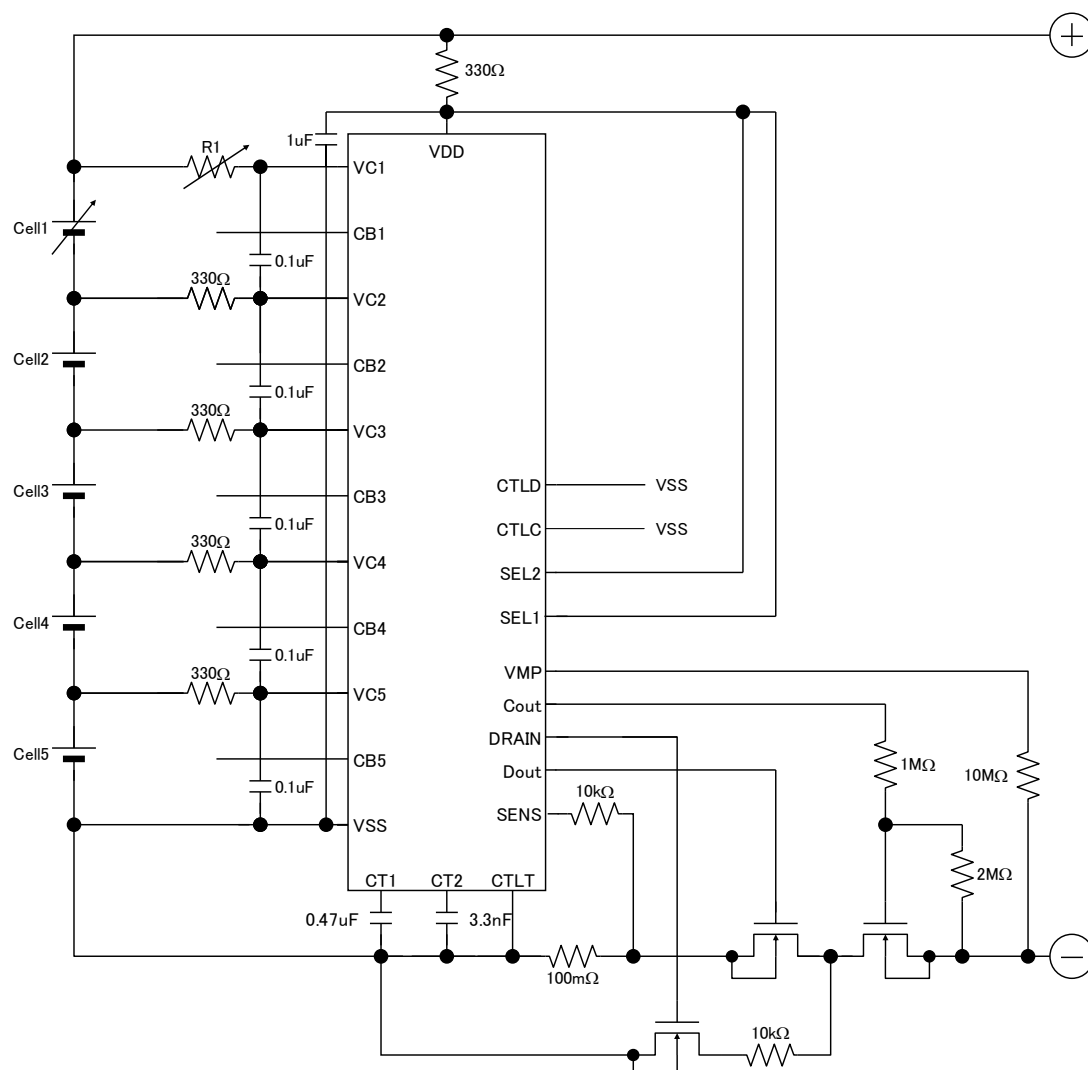 +
330Ω
1uF
VDD
R1
VC1
Cell1
CB1
0.1uF
330Ω
VC2
Cell2
CB2
0.1uF
330Ω
VC3
Cell3
CB3
CTLD
VSS
0.1uF
CTLC
VSS
330Ω
VC4
SEL2
Cell4
CB4
SEL1
0.1uF
330Ω
VC5
VMP
Cout
DRAIN
Cell5
CB5
Dout
1MΩ
10MΩ
0.1uF
10kΩ
SENS
VSS
2MΩ
CT1
CT2
CTLT
0.47uF
3.3nF
100mΩ
−
10kΩ